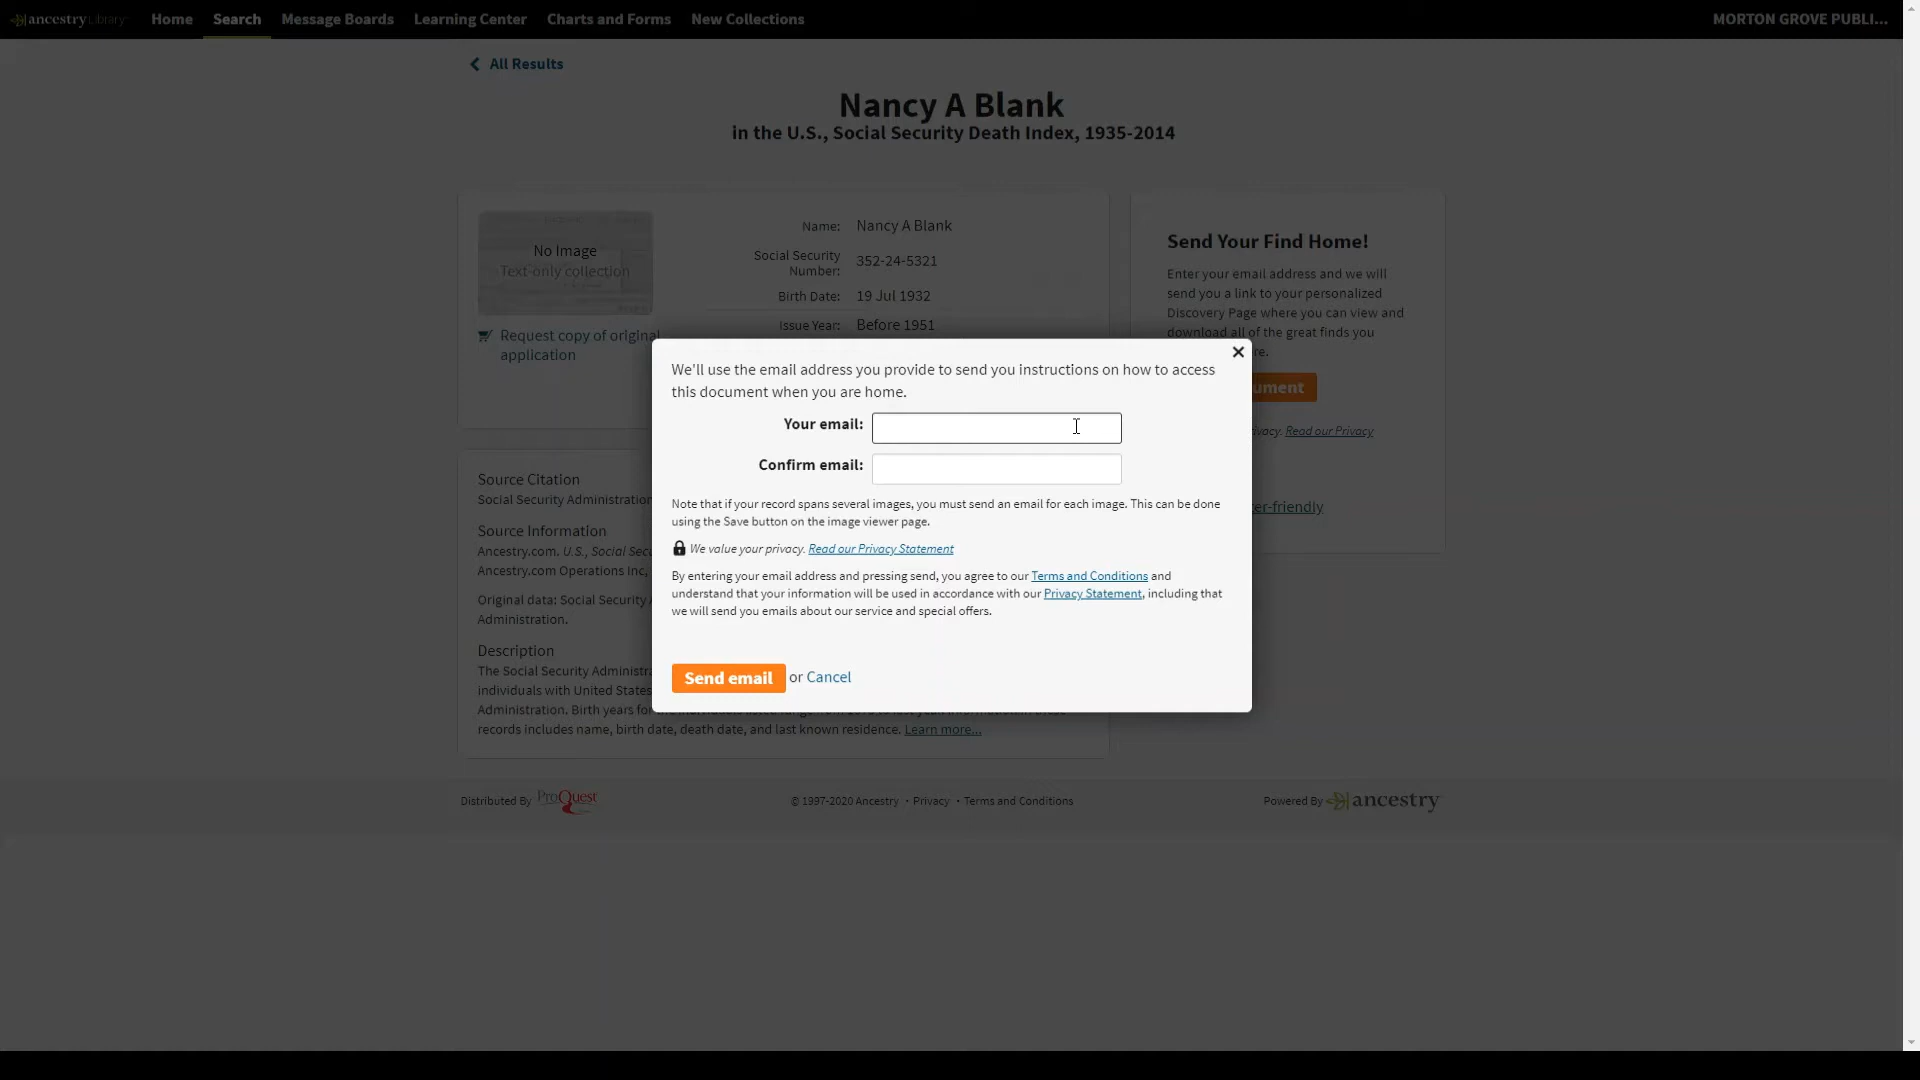 ancestryLibrary
Home
Search
Message Boards
Learning Center
Charts and Forms
New Collections
MORTON GROVE PUBLI...
All Results
Nancy A Blank
in the U.S., Social Security Death Index, 1935-2014
No Image
Text-only collection
Request copy of original
application
Name: Nancy A Blank
Social Security
Number:
352-24-5321
Birth Date: 19 Jul 1932
Issue Year: Before 1951
Send Your Find Home!
Enter your email address and we will
send you a link to your personalized
Discovery Page where you can view and
download all of the great finds you
re.
ument
ivacy. Read our Privacy
er-friendly
We'll use the email address you provide to send you instructions on how to access
this document when you are home.
Your email:
Confirm email:
Note that if your record spans several images, you must send an email for each image. This can be done
using the Save button on the image viewer page.
We value your privacy. Read our Privacy Statement
By entering your email address and pressing send, you agree to our Terms and Conditions and
understand that your information will be used in accordance with our Privacy Statement, including that
we will send you emails about our service and special offers.
Send email or Cancel
Source Citation
Social Security Administration
Source Information
Ancestry.com. U.S., Social Sec
Ancestry.com Operations Inc,
Original data: Social Security
Administration.
Description
The Social Security Administra
individuals with United States
Administration. Birth years for
records includes name, birth date, death date, and last known residence. Learn more...
Distributed By ProQuest
© 1997-2020 Ancestry · Privacy · Terms and Conditions
Powered By ancestry